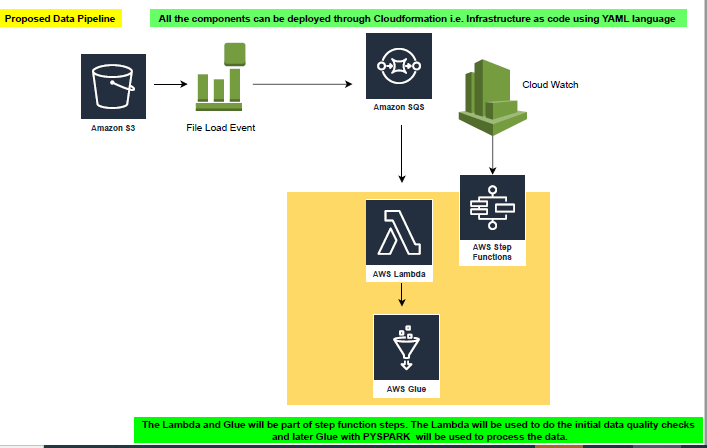 Proposed Data Pipeline
All the components can be deployed through Cloudformation i.e. Infrastructure as code using YAML language
Amazon S3
File Load Event
Amazon SQS
Cloud Watch
AWS Step
Functions
AWS Lambda
AWS Glue
The Lambda and Glue will be part of step function steps. The Lambda will be used to do the initial data quality checks
and later Glue with PYSPARK will be used to process the data.